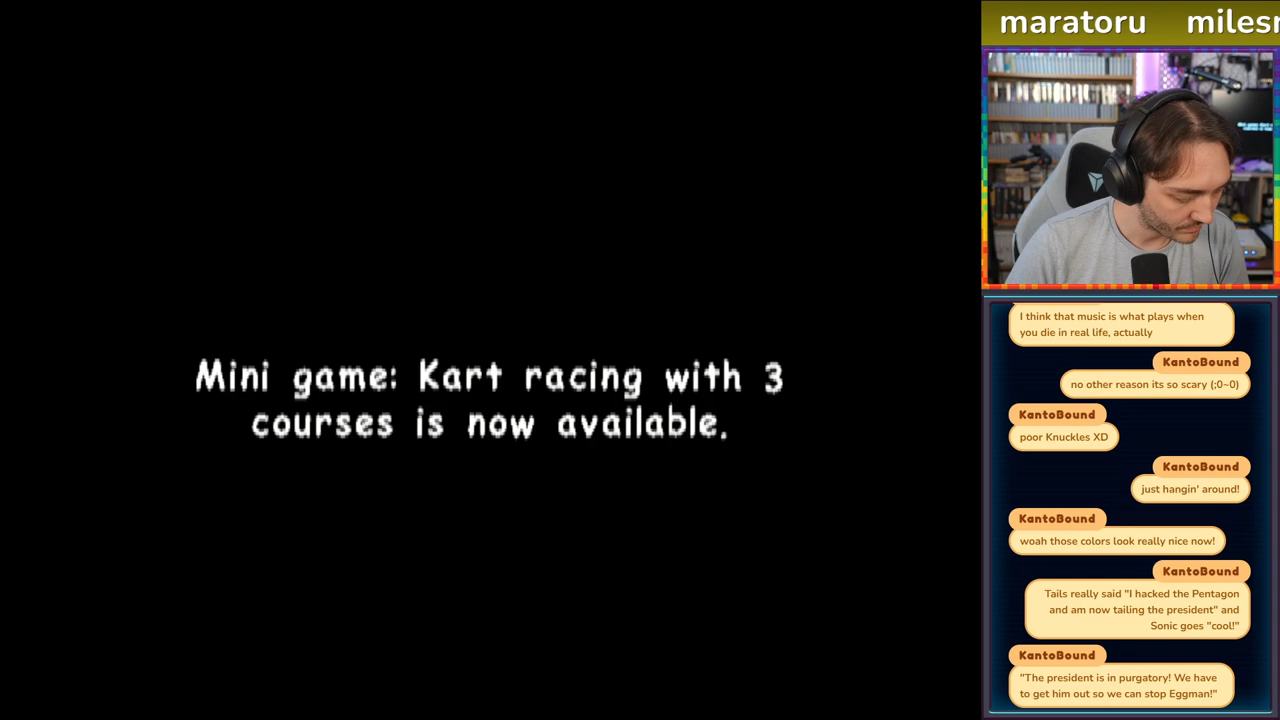 maratoru milesr
Mini game: Kart racing with 3
courses is now available.
I think that music is what plays when
you die in real life, actually
KantoBound
no other reason its so scary (;0~0)
KantoBound
poor Knuckles XD
KantoBound
just hangin' around!
KantoBound
woah those colors look really nice now!
KantoBound
Tails really said "I hacked the Pentagon
and am now tailing the president" and
Sonic goes "cool!"
KantoBound
"The president is in purgatory! We have
to get him out so we can stop Eggman!"